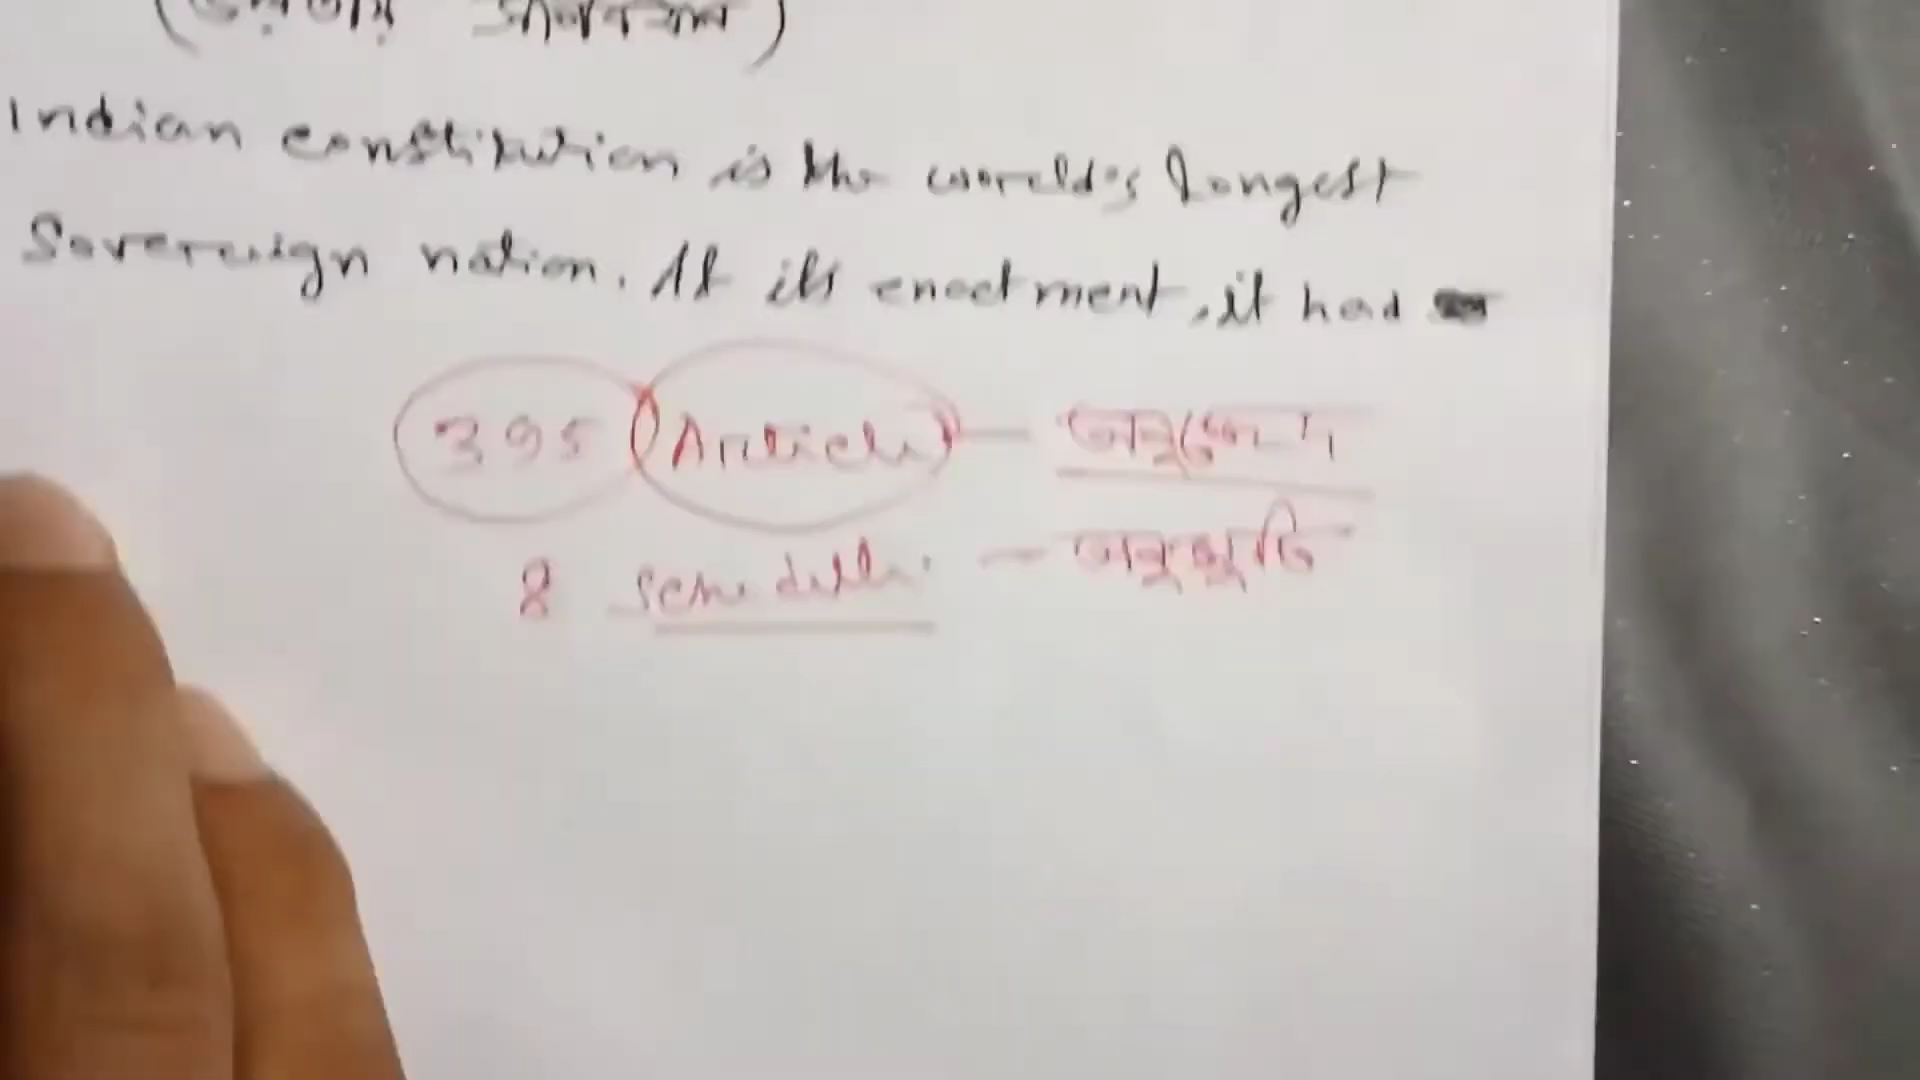 (ভারতীয় সংবিধান)
Indian constitution is the world's longest
Sovereign nation. At its enactment, it had
395 Article — অনুচ্ছেদ
8 Schedule — অনুসূচি